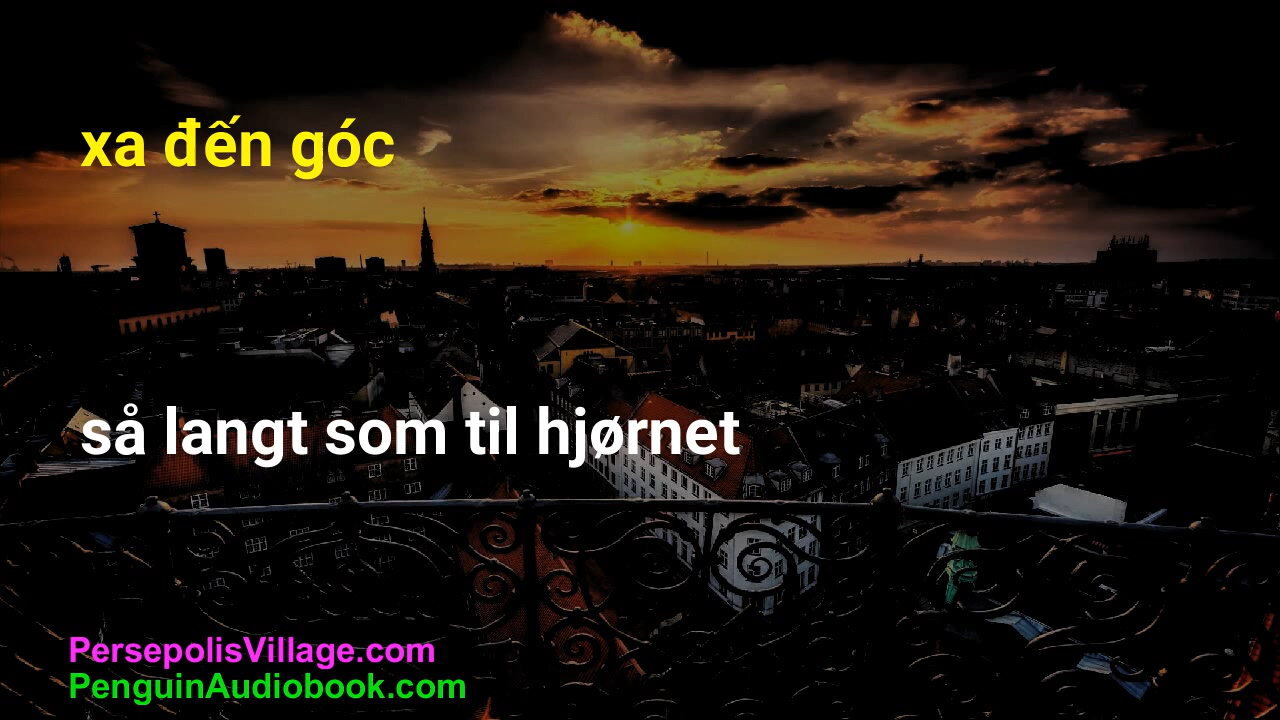 xa đến góc
så langt som til hjørnet
PersepolisVillage.com
PenguinAudiobook.com